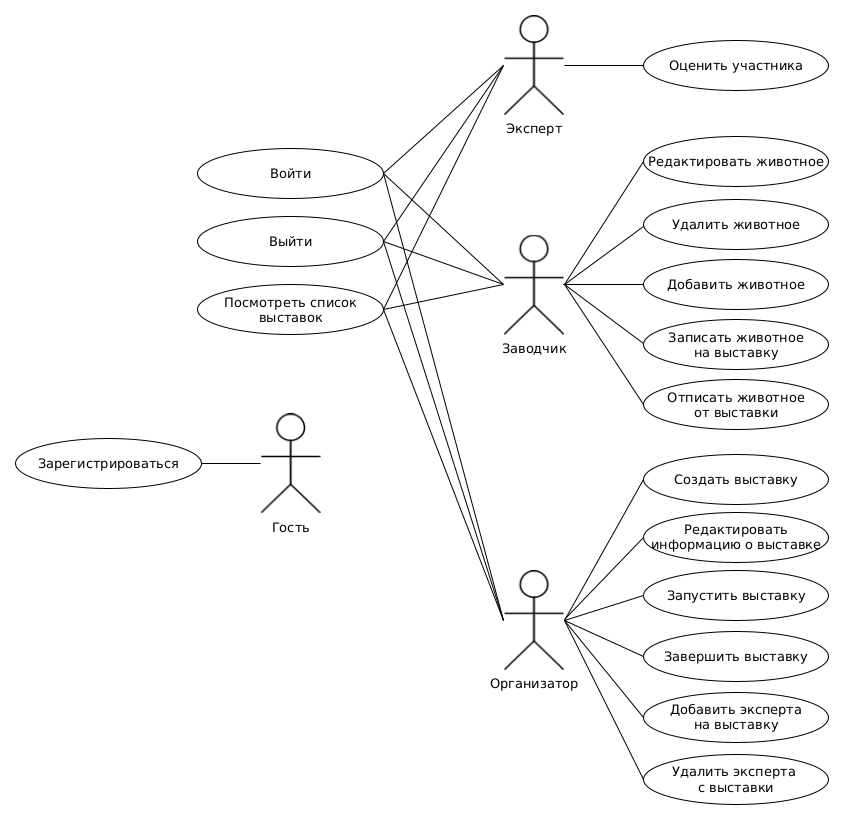 Эксперт
Оценить участника
Войти
Выйти
Посмотреть список
выставок
Редактировать животное
Удалить животное
Добавить животное
Записать животное
на выставку
Отписать животное
от выставки
Заводчик
Зарегистрироваться
Гость
Создать выставку
Редактировать
информацию о выставке
Запустить выставку
Завершить выставку
Добавить эксперта
на выставку
Удалить эксперта
с выставки
Организатор